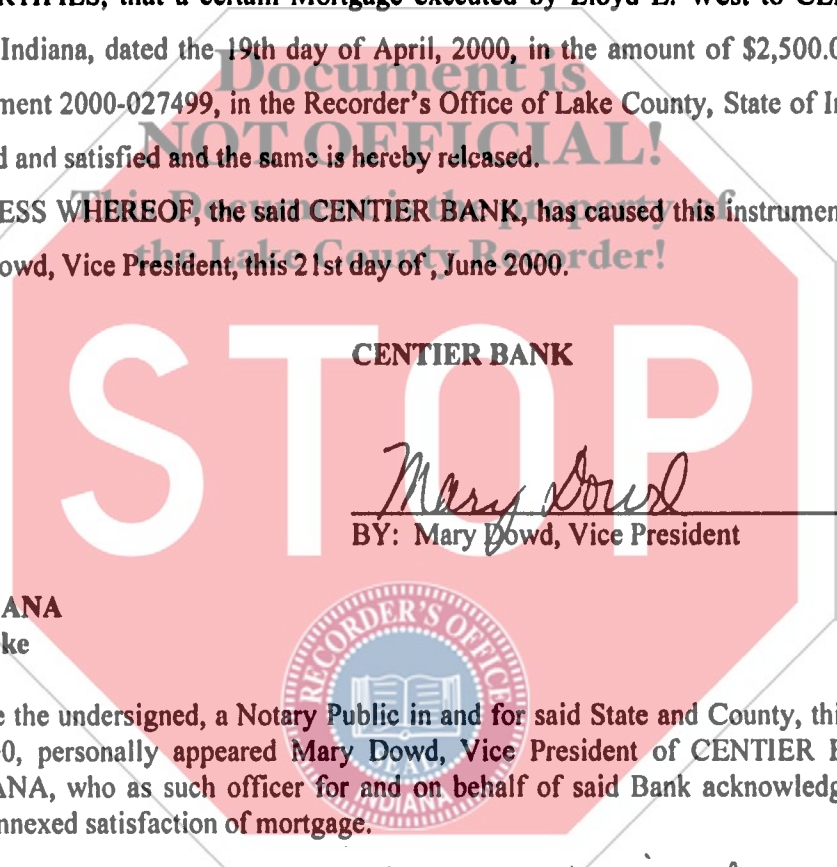 RTIFIES, that a certain Mortgage executed by Lloyd E. West to CE
Indiana, dated the 19th day of April, 2000, in the amount of $2,500.0
ment 2000-027499, in the Recorder's Office of Lake County, State of In
d and satisfied and the same is hereby released.
ESS WHEREOF, the said CENTIER BANK, has caused this instrumen
owd, Vice President, this 21st day of, June 2000.
Document is
NOT OFFICIAL!
This Document is the property of
the Lake County Recorder!
STOP
CENTIER BANK
Mary Dowd
BY: Mary Dowd, Vice President
ANA
ke
RECORDER'S OFFICE
SEAL
INDIANA
e the undersigned, a Notary Public in and for said State and County, thi
0, personally appeared Mary Dowd, Vice President of CENTIER
ANA, who as such officer for and on behalf of said Bank acknowledg
nnexed satisfaction of mortgage.